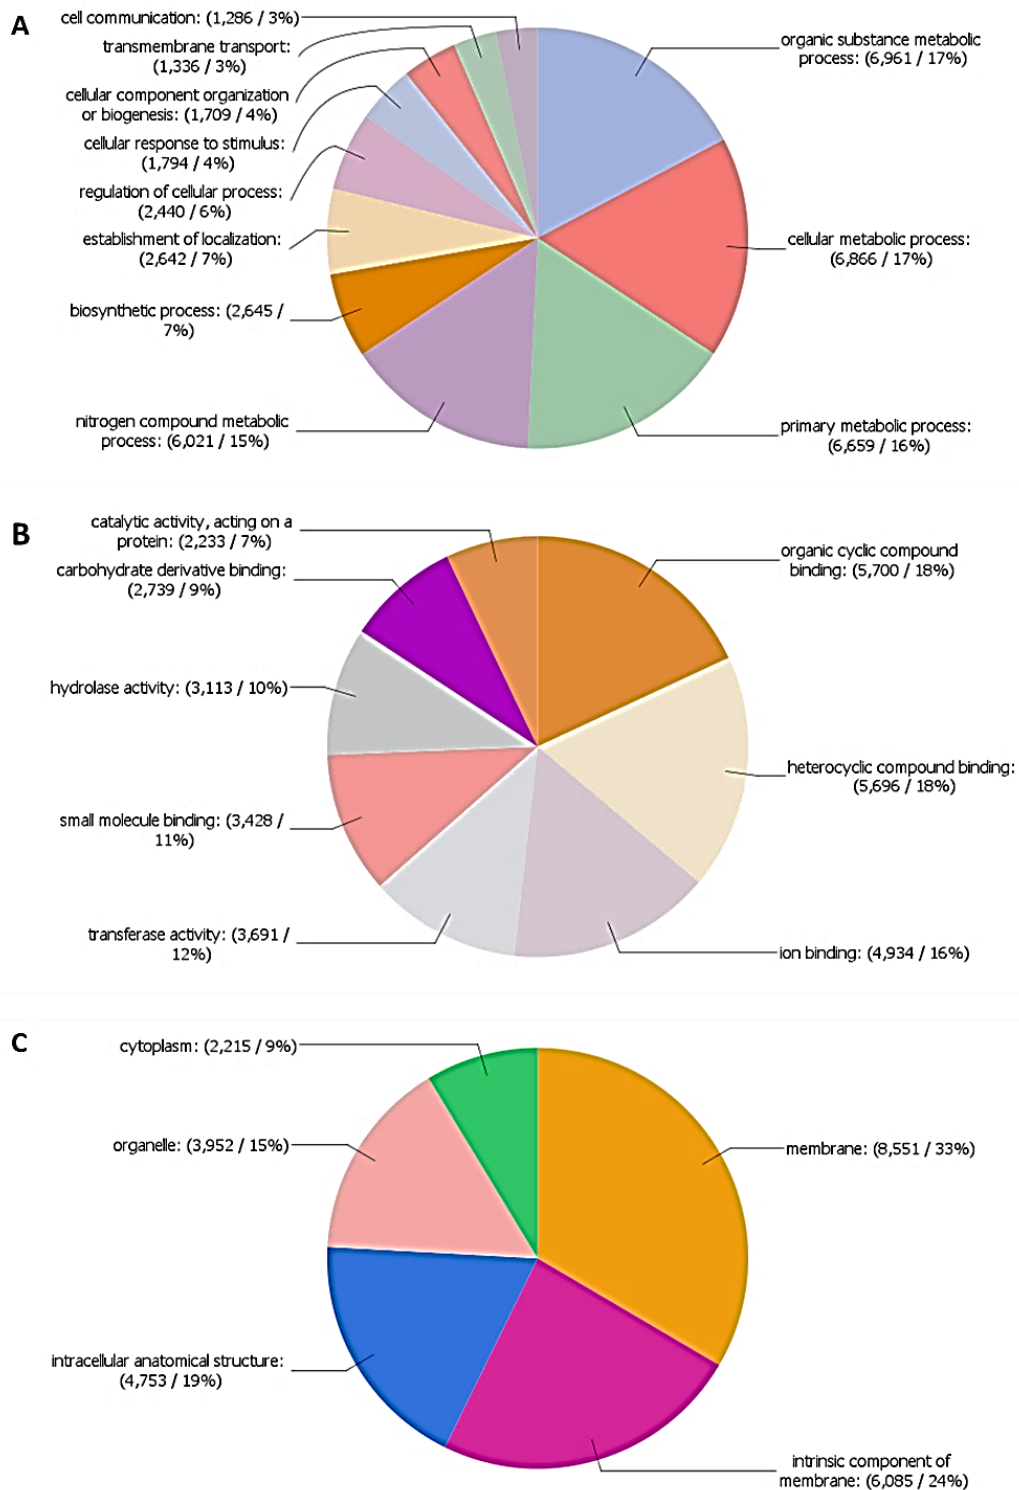 A
cell communication: (1,286 / 3%)
transmembrane transport:
(1,336 / 3%)
cellular component organization
or biogenesis: (1,709 / 4%)
cellular response to stimulus:
(1,794 / 4%)
regulation of cellular process:
(2,440 / 6%)
establishment of localization:
(2,642 / 7%)
biosynthetic process: (2,645 /
7%)
nitrogen compound metabolic
process: (6,021 / 15%)
organic substance metabolic
process: (6,961 / 17%)
cellular metabolic process:
(6,866 / 17%)
primary metabolic process:
(6,659 / 16%)
B
catalytic activity, acting on a
protein: (2,233 / 7%)
carbohydrate derivative binding:
(2,739 / 9%)
hydrolase activity: (3,113 / 10%)
small molecule binding: (3,428 /
11%)
transferase activity: (3,691 /
12%)
organic cyclic compound
binding: (5,700 / 18%)
heterocyclic compound binding:
(5,696 / 18%)
ion binding: (4,934 / 16%)
C
cytoplasm: (2,215 / 9%)
organelle: (3,952 / 15%)
intracellular anatomical structure:
(4,753 / 19%)
membrane: (8,551 / 33%)
intrinsic component of
membrane: (6,085 / 24%)